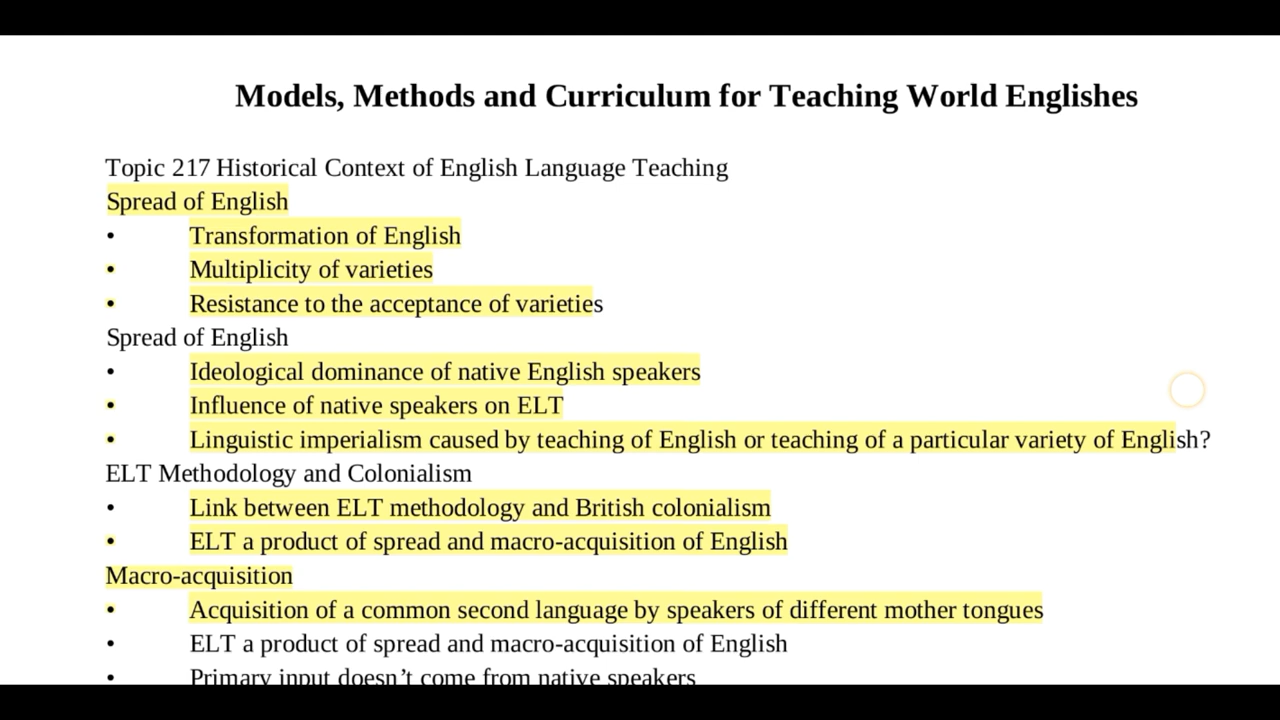 Models, Methods and Curriculum for Teaching World Englishes
Topic 217 Historical Context of English Language Teaching
Spread of English
• Transformation of English
• Multiplicity of varieties
• Resistance to the acceptance of varieties
Spread of English
• Ideological dominance of native English speakers
• Influence of native speakers on ELT
• Linguistic imperialism caused by teaching of English or teaching of a particular variety of English?
ELT Methodology and Colonialism
• Link between ELT methodology and British colonialism
• ELT a product of spread and macro-acquisition of English
Macro-acquisition
• Acquisition of a common second language by speakers of different mother tongues
• ELT a product of spread and macro-acquisition of English
• Primary input doesn’t come from native speakers